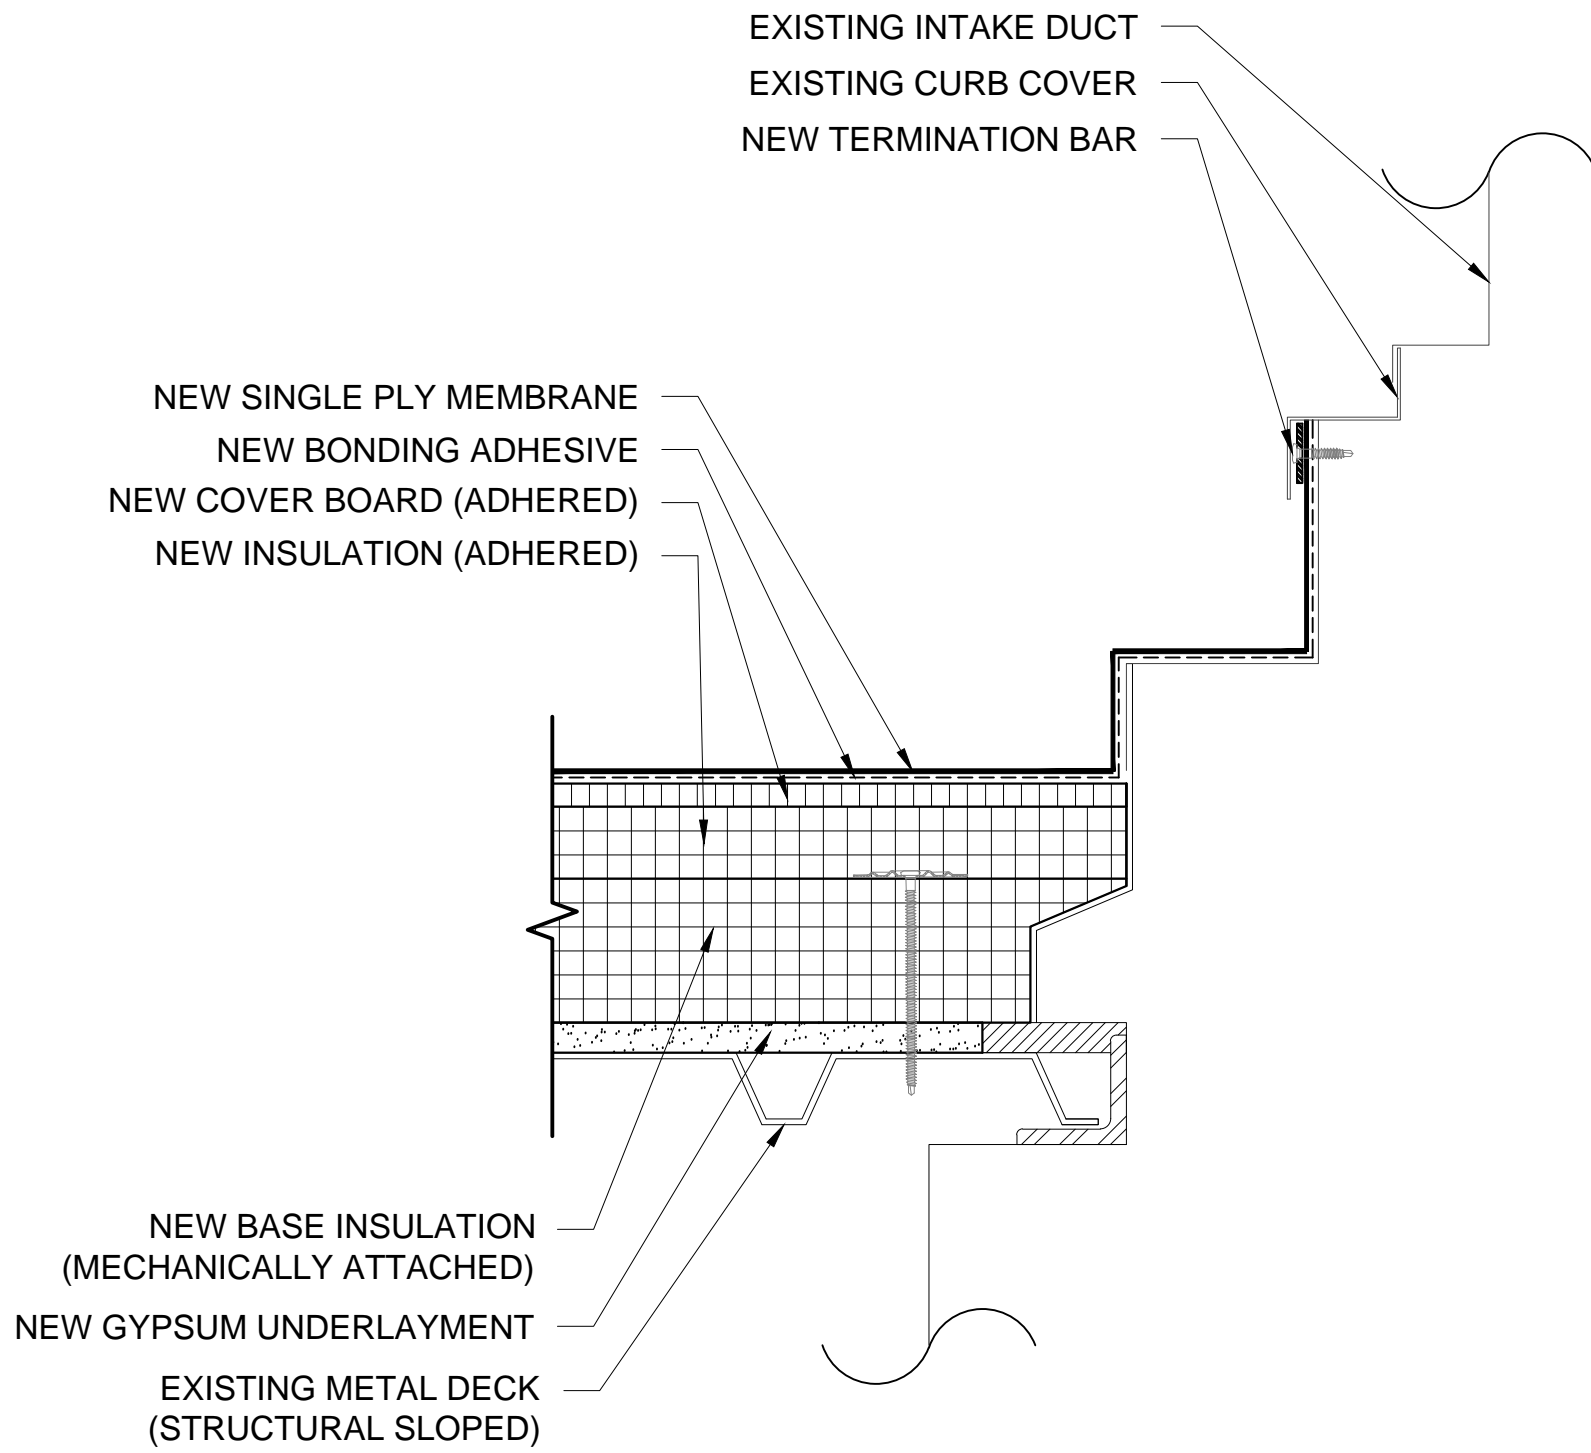 EXISTING INTAKE DUCT
EXISTING CURB COVER
NEW TERMINATION BAR
NEW SINGLE PLY MEMBRANE
NEW BONDING ADHESIVE
NEW COVER BOARD (ADHERED)
NEW INSULATION (ADHERED)
NEW BASE INSULATION
(MECHANICALLY ATTACHED)
NEW GYPSUM UNDERLAYMENT
EXISTING METAL DECK
(STRUCTURAL SLOPED)